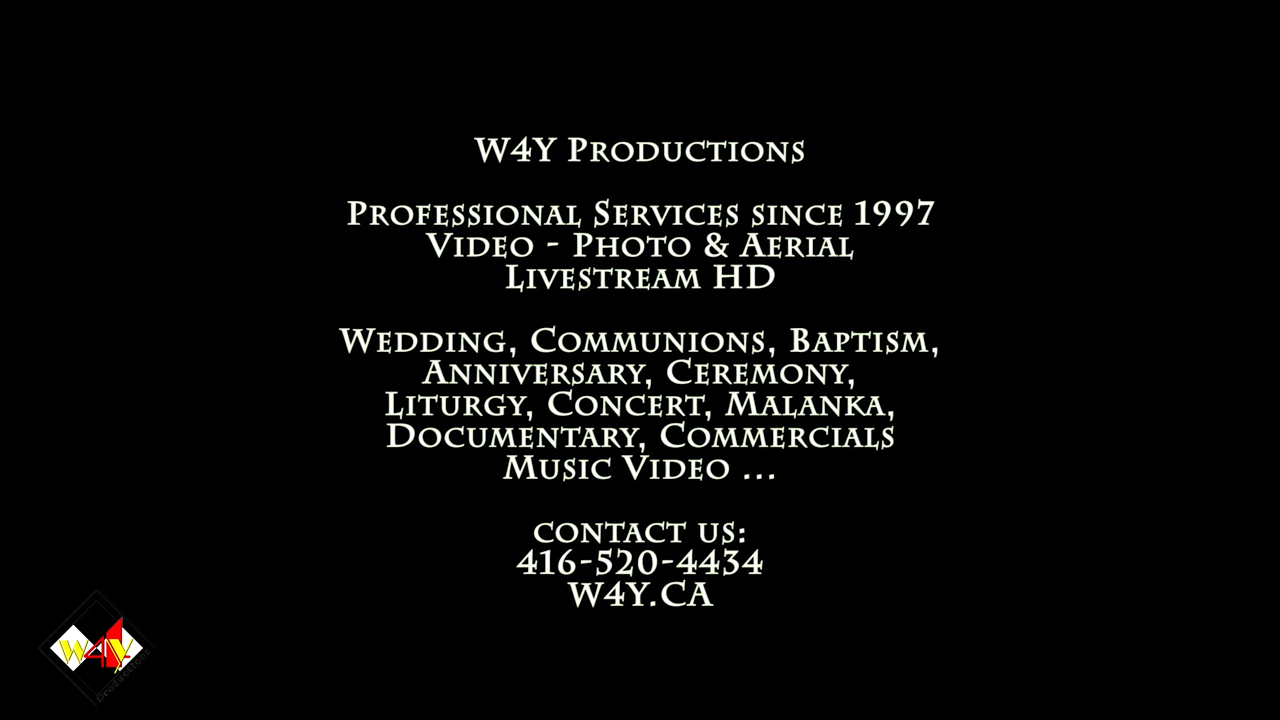 W4Y Productions
Professional Services since 1997
Video - Photo & Aerial
Livestream HD
Wedding, Communions, Baptism,
Anniversary, Ceremony,
Liturgy, Concert, Malanka,
Documentary, Commercials
Music Video ...
contact us:
416-520-4434
W4Y.CA
W4Y
Productions